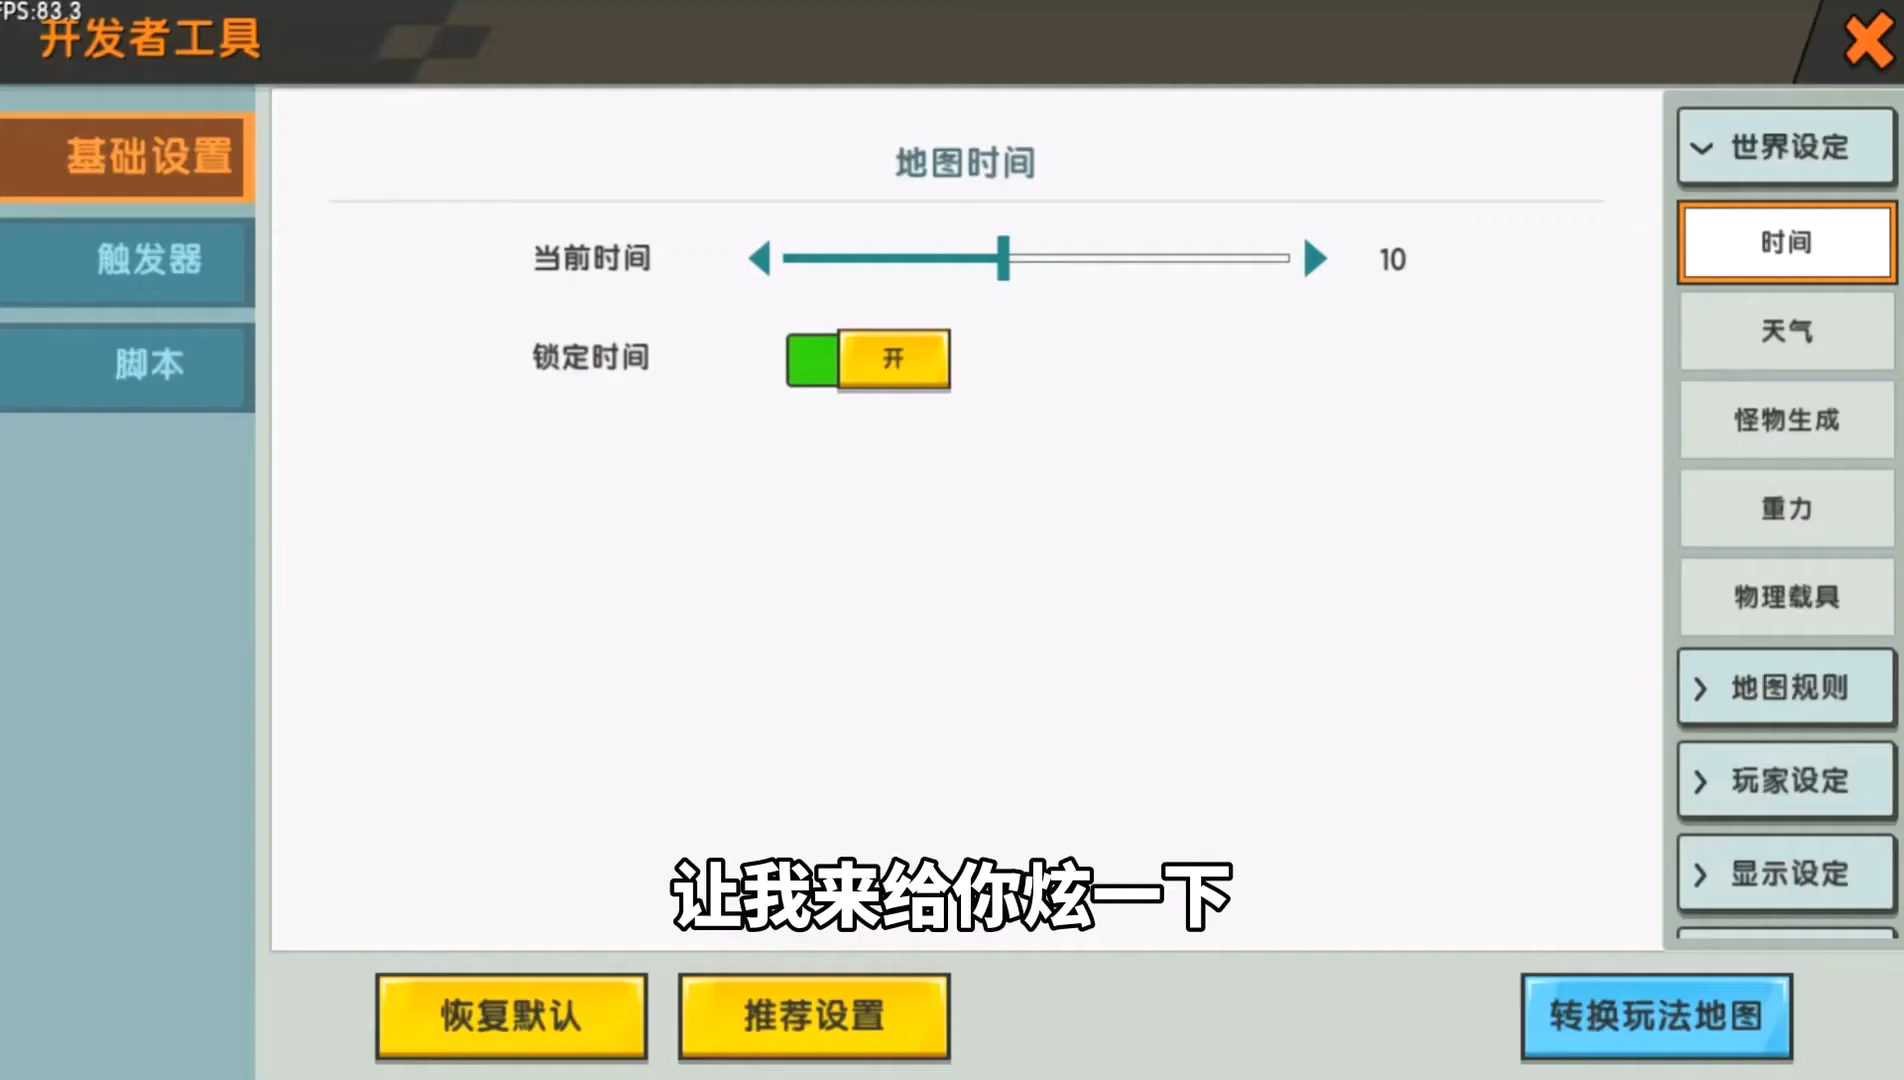 FPS:83.3
开发者工具
基础设置
触发器
脚本
地图时间
当前时间 10
锁定时间 开
世界设定
时间
天气
怪物生成
重力
物理载具
地图规则
玩家设定
显示设定
让我来给你炫一下
恢复默认 推荐设置 转换玩法地图